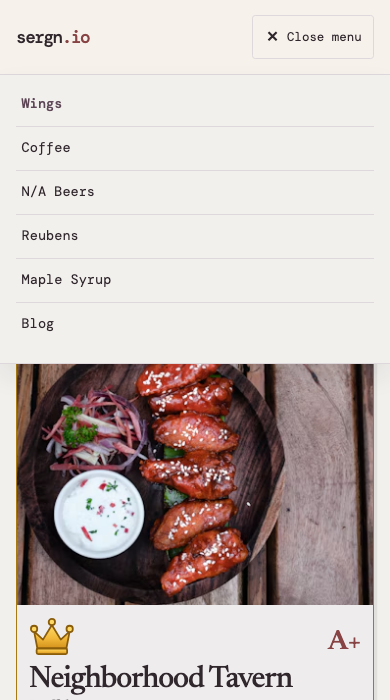 sergn.io
✕ Close menu
Wings
Coffee
N/A Beers
Reubens
Maple Syrup
Blog
A+
Neighborhood Tavern